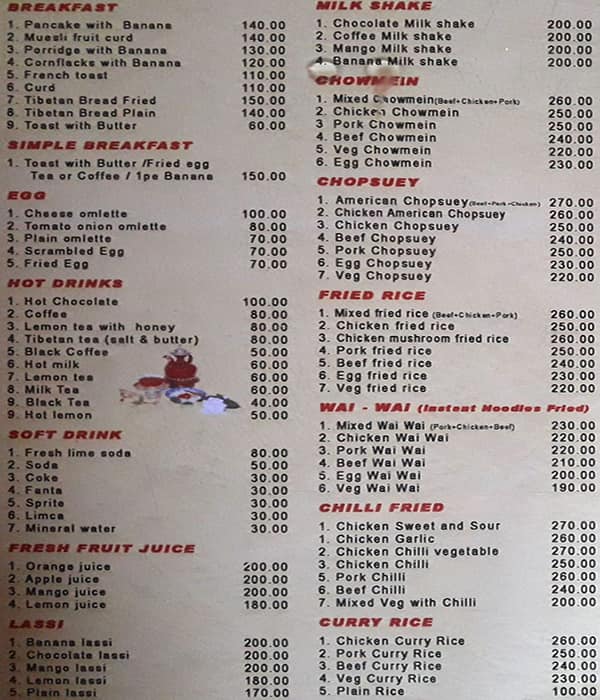 BREAKFAST
1. Pancake with Banana 140.00
2. Muesli fruit curd 140.00
3. Porridge with Banana 130.00
4. Cornflacks with Banana 120.00
5. French toast 110.00
6. Curd 110.00
7. Tibetan Bread Fried 150.00
8. Tibetan Bread Plain 140.00
9. Toast with Butter 60.00
SIMPLE BREAKFAST
1. Toast with Butter /Fried egg
Tea or Coffee / 1pe Banana 150.00
EGG
1. Cheese omlette 100.00
2. Tomato onion omlette 80.00
3. Plain omlette 70.00
4. Scrambled Egg 70.00
5. Fried Egg 70.00
HOT DRINKS
1. Hot Chocolate 100.00
2. Coffee 80.00
3. Lemon tea with honey 80.00
4. Tibetan tea (salt & butter) 80.00
5. Black Coffee 50.00
6. Hot milk 60.00
7. Lemon tea 60.00
8. Milk Tea 60.00
9. Black Tea 40.00
9. Hot lemon 50.00
SOFT DRINK
1. Fresh lime soda 80.00
2. Soda 50.00
3. Coke 30.00
4. Fanta 30.00
5. Sprite 30.00
6. Limca 30.00
7. Mineral water 30.00
FRESH FRUIT JUICE
1. Orange juice 200.00
2. Apple juice 200.00
3. Mango juice 200.00
4. Lemon juice 180.00
LASSI
1. Banana lassi 200.00
2. Chocolate lassi 200.00
3. Mango lassi 200.00
4. Lemon lassi 180.00
5. Plain lassi 170.00
MILK SHAKE
1. Chocolate Milk shake 200.00
2. Coffee Milk shake 200.00
3. Mango Milk shake 200.00
4. Banana Milk shake 200.00
CHOWMEIN
1. Mixed Chowmein (Beef+Chicken+Pork) 260.00
2. Chicken Chowmein 250.00
3 Pork Chowmein 250.00
4. Beef Chowmein 240.00
5. Veg Chowmein 220.00
6. Egg Chowmein 230.00
CHOPSUEY
1. American Chopsuey (Beef+Pork+Chicken) 270.00
2. Chicken American Chopsuey 260.00
3. Chicken Chopsuey 250.00
4. Beef Chopsuey 240.00
5. Pork Chopsuey 250.00
6. Egg Chopsuey 230.00
7. Veg Chopsuey 220.00
FRIED RICE
1. Mixed fried rice (Beef+Chicken+Pork) 260.00
2. Chicken fried rice 250.00
3. Chicken mushroom fried rice 260.00
4. Pork fried rice 250.00
5. Beef fried rice 240.00
6. Egg fried rice 230.00
7. Veg fried rice 220.00
WAI - WAI (Instant Noodles Fried)
1. Mixed Wai Wai (Pork+Chicken+Beef) 230.00
2. Chicken Wai Wai 220.00
3. Pork Wai Wai 220.00
4. Beef Wai Wai 210.00
5. Egg Wai Wai 200.00
6. Veg Wai Wai 190.00
CHILLI FRIED
1. Chicken Sweet and Sour 270.00
1. Chicken Garlic 260.00
2. Chicken Chilli vegetable 270.00
3. Chicken Chilli 250.00
5. Pork Chilli 260.00
6. Beef Chilli 240.00
7. Mixed Veg with Chilli 200.00
CURRY RICE
1. Chicken Curry Rice 260.00
2. Pork Curry Rice 250.00
3. Beef Curry Rice 240.00
4. Veg Curry Rice 230.00
5. Plain Rice 100.00